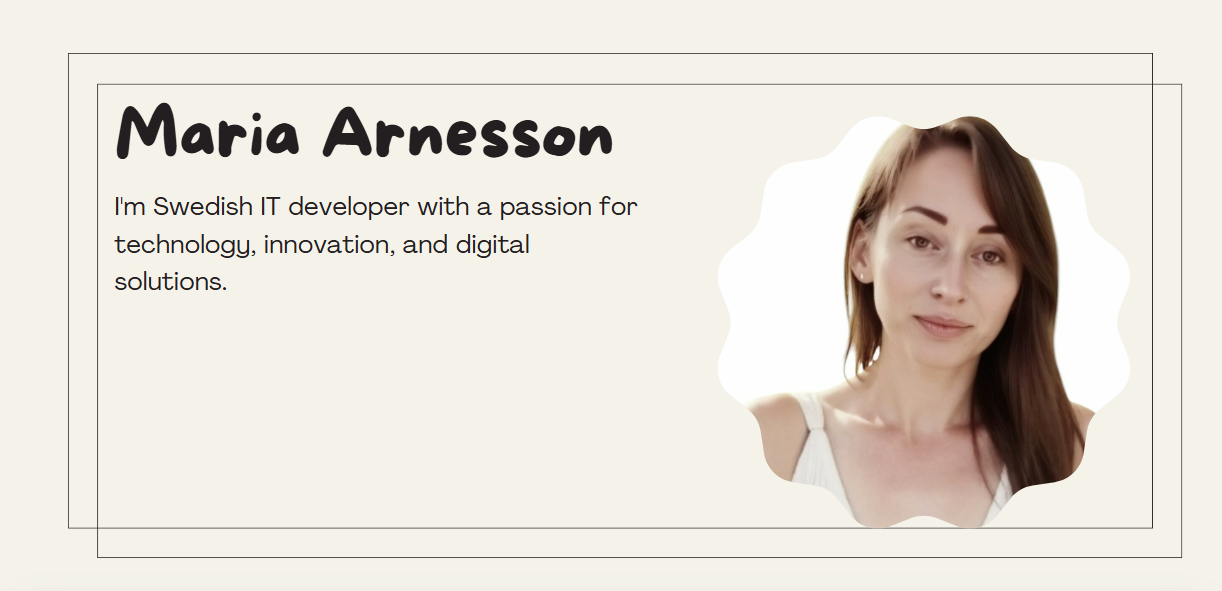 Maria Arnesson
I'm Swedish IT developer with a passion for
technology, innovation, and digital
solutions.